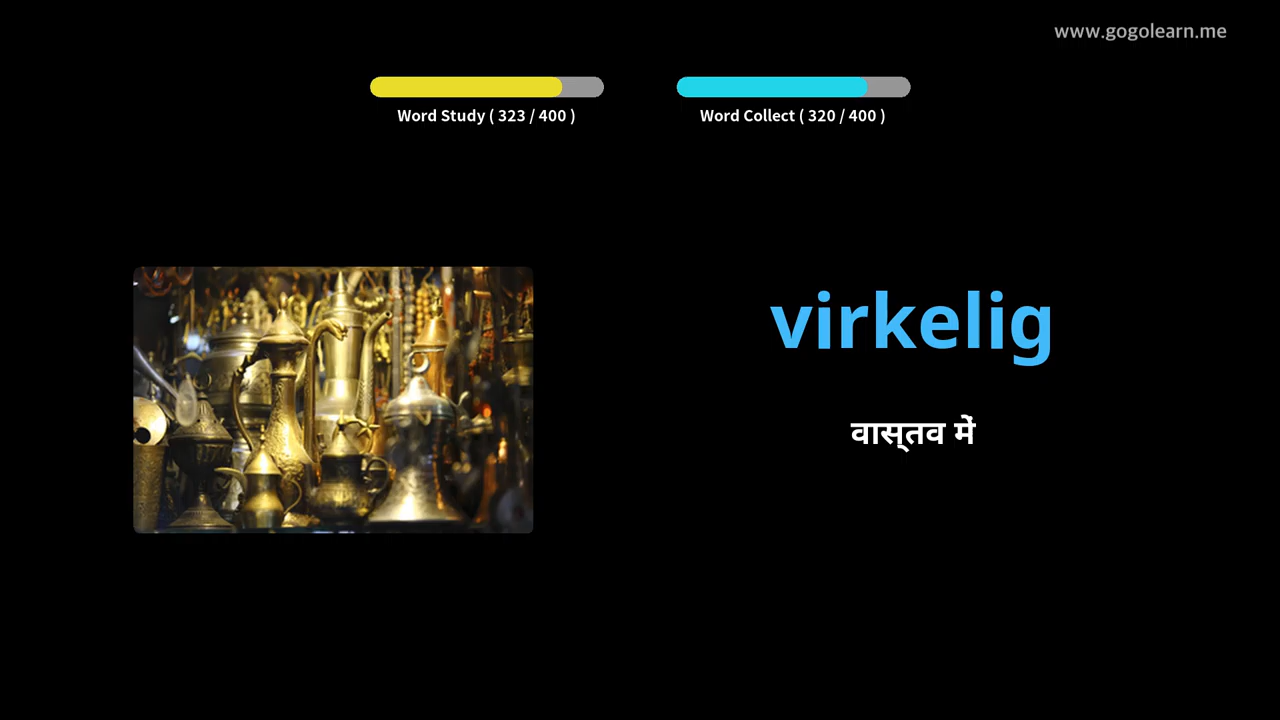 www.gogolearn.me
Word Study ( 323 / 400 )
Word Collect ( 320 / 400 )
virkelig
वास्तव में